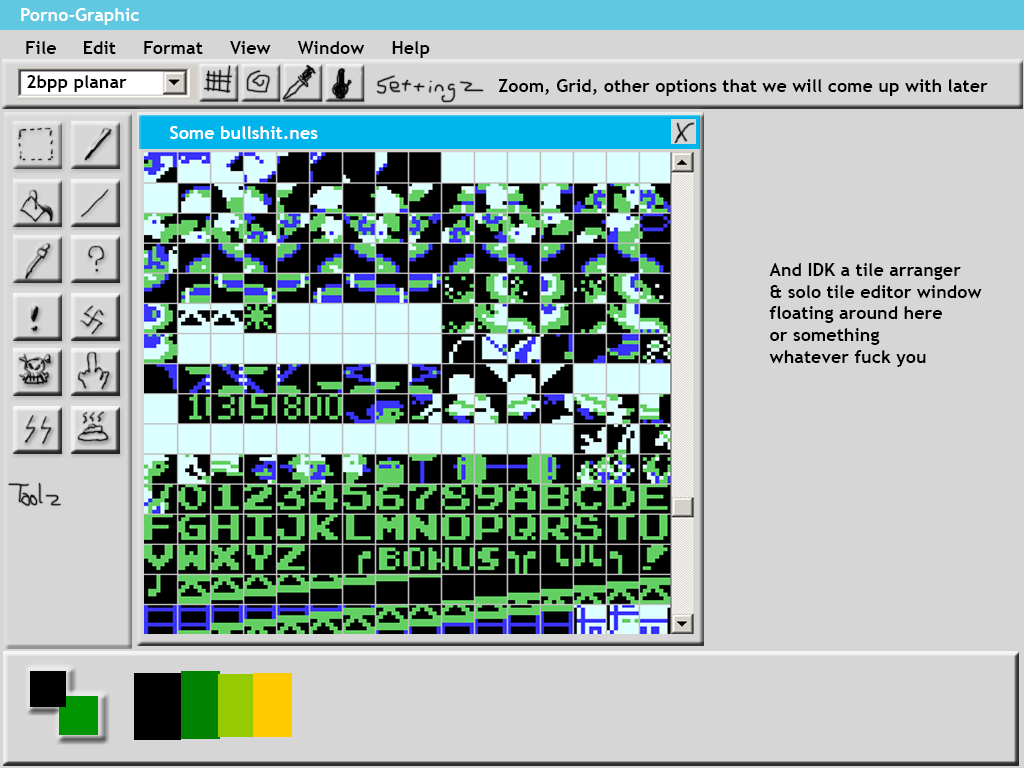 Porno-Graphic
File Edit Format View Window Help
2bpp planar
Settingz
Zoom, Grid, other options that we will come up with later
Some bullshit.nes
X
And IDK a tile arranger
& solo tile editor window
floating around here
or something
whatever fuck you
?
!
Toolz
1 3 5 800
0123456789ABCDE
FGHIJKLMNOPQRSTU
VWXYZ BONUS !